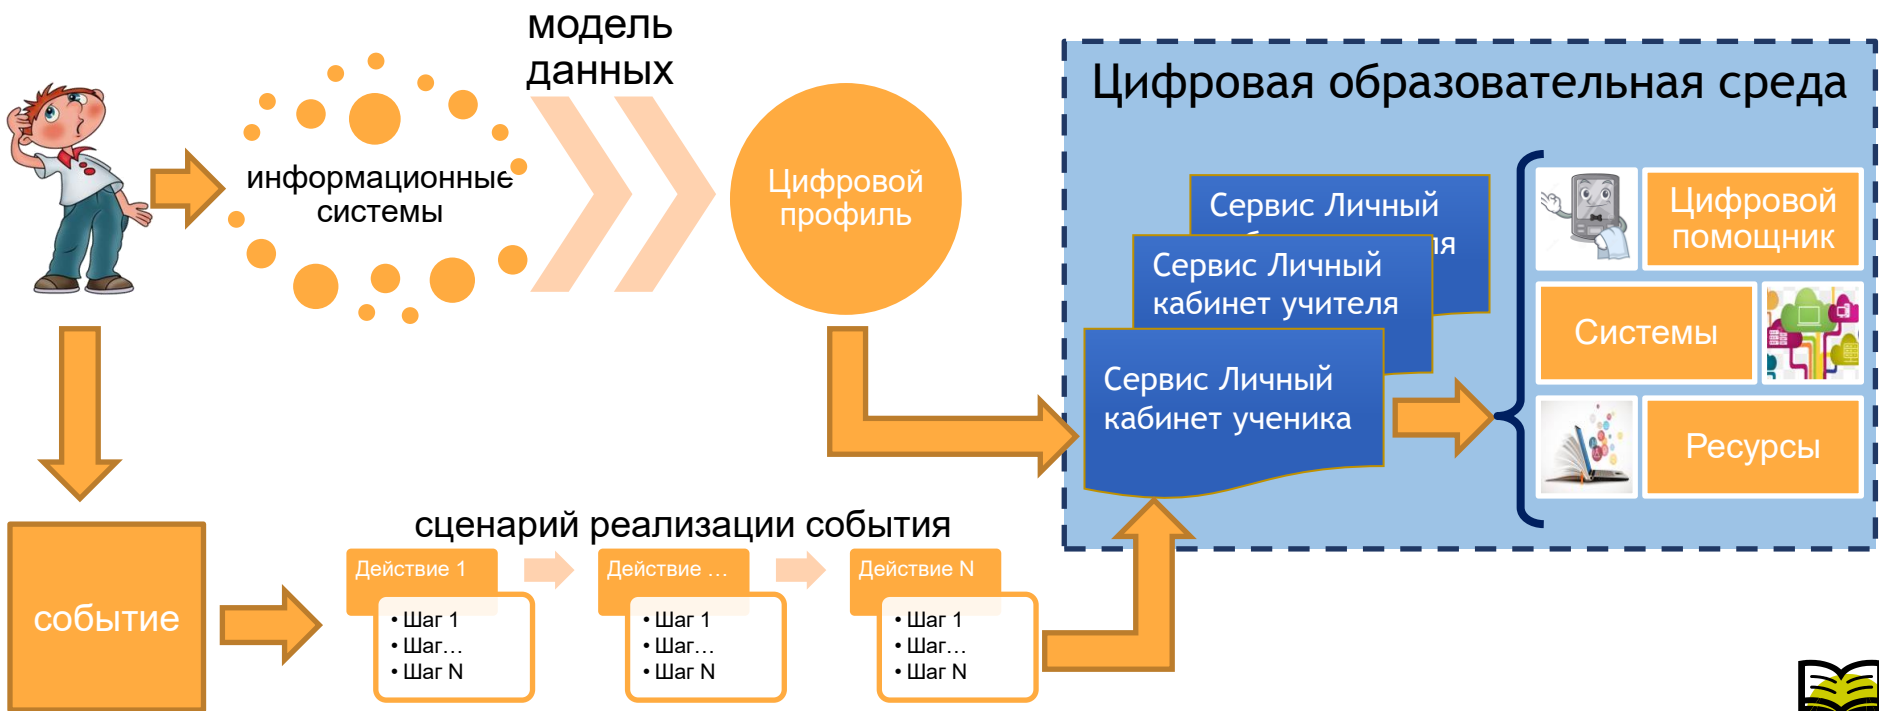 модель
данных
информационные
системы
Цифровой
профиль
Цифровая образовательная среда
Сервис Личный
Сервис Личный
кабинет учителя
Сервис Личный
кабинет ученика
Цифровой
помощник
Системы
Ресурсы
событие
сценарий реализации события
Действие 1
• Шаг 1
• Шаг…
• Шаг N
Действие …
• Шаг 1
• Шаг…
• Шаг N
Действие N
• Шаг 1
• Шаг…
• Шаг N